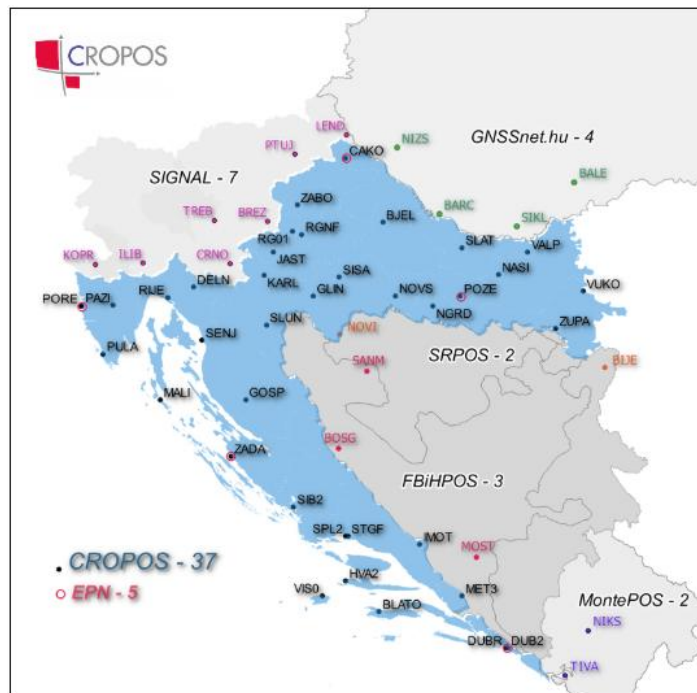 CROPOS
LEND
PTUJ
NIZS
GNSSnet.hu - 4
CAKO
SIGNAL - 7
BALE
ZABO
TREB
BREZ
BJEL
BARC
SIKL
RG01
RGNF
SLAT
VALP
KOPR
ILIB
CRNO
JAST
NASI
DELN
KARL
SISA
VUKO
PORE
PAZI
RIJE
GLIN
NOVS
POZE
NGRD
SLUN
NOVI
ZUPA
SENJ
PULA
SRPOS - 2
SANM
BIJE
MALI
GOSP
BOSG
ZADA
FBiHPOS - 3
SIB2
SPL2
STGF
IMOT
MOST
CROPOS - 37
HVA2
EPN - 5
VIS0
BLATO
MET3
MontePOS - 2
NIKS
DUBR
DUB2
TIVA